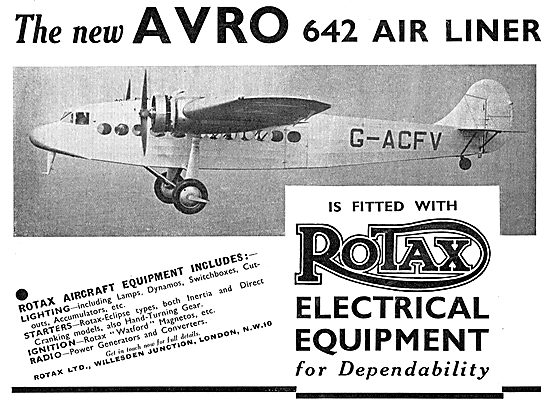 The new AVRO 642 AIR LINER
G-ACFV
IS FITTED WITH
ROTAX
ELECTRICAL
EQUIPMENT
for Dependability
ROTAX AIRCRAFT EQUIPMENT INCLUDES:—
LIGHTING—including Lamps, Dynamos, Switchboxes, Cut-
outs, Accumulators, etc.
STARTERS—Rotax-Eclipse types, both Inertia and Direct
Cranking models, also Hand-Turning Gear.
IGNITION—Rotax "Watford" Magnetos, etc.
RADIO—Power Generators and Converters.
Get in touch now for full details.
ROTAX LTD., WILLESDEN JUNCTION, LONDON, N.W.10